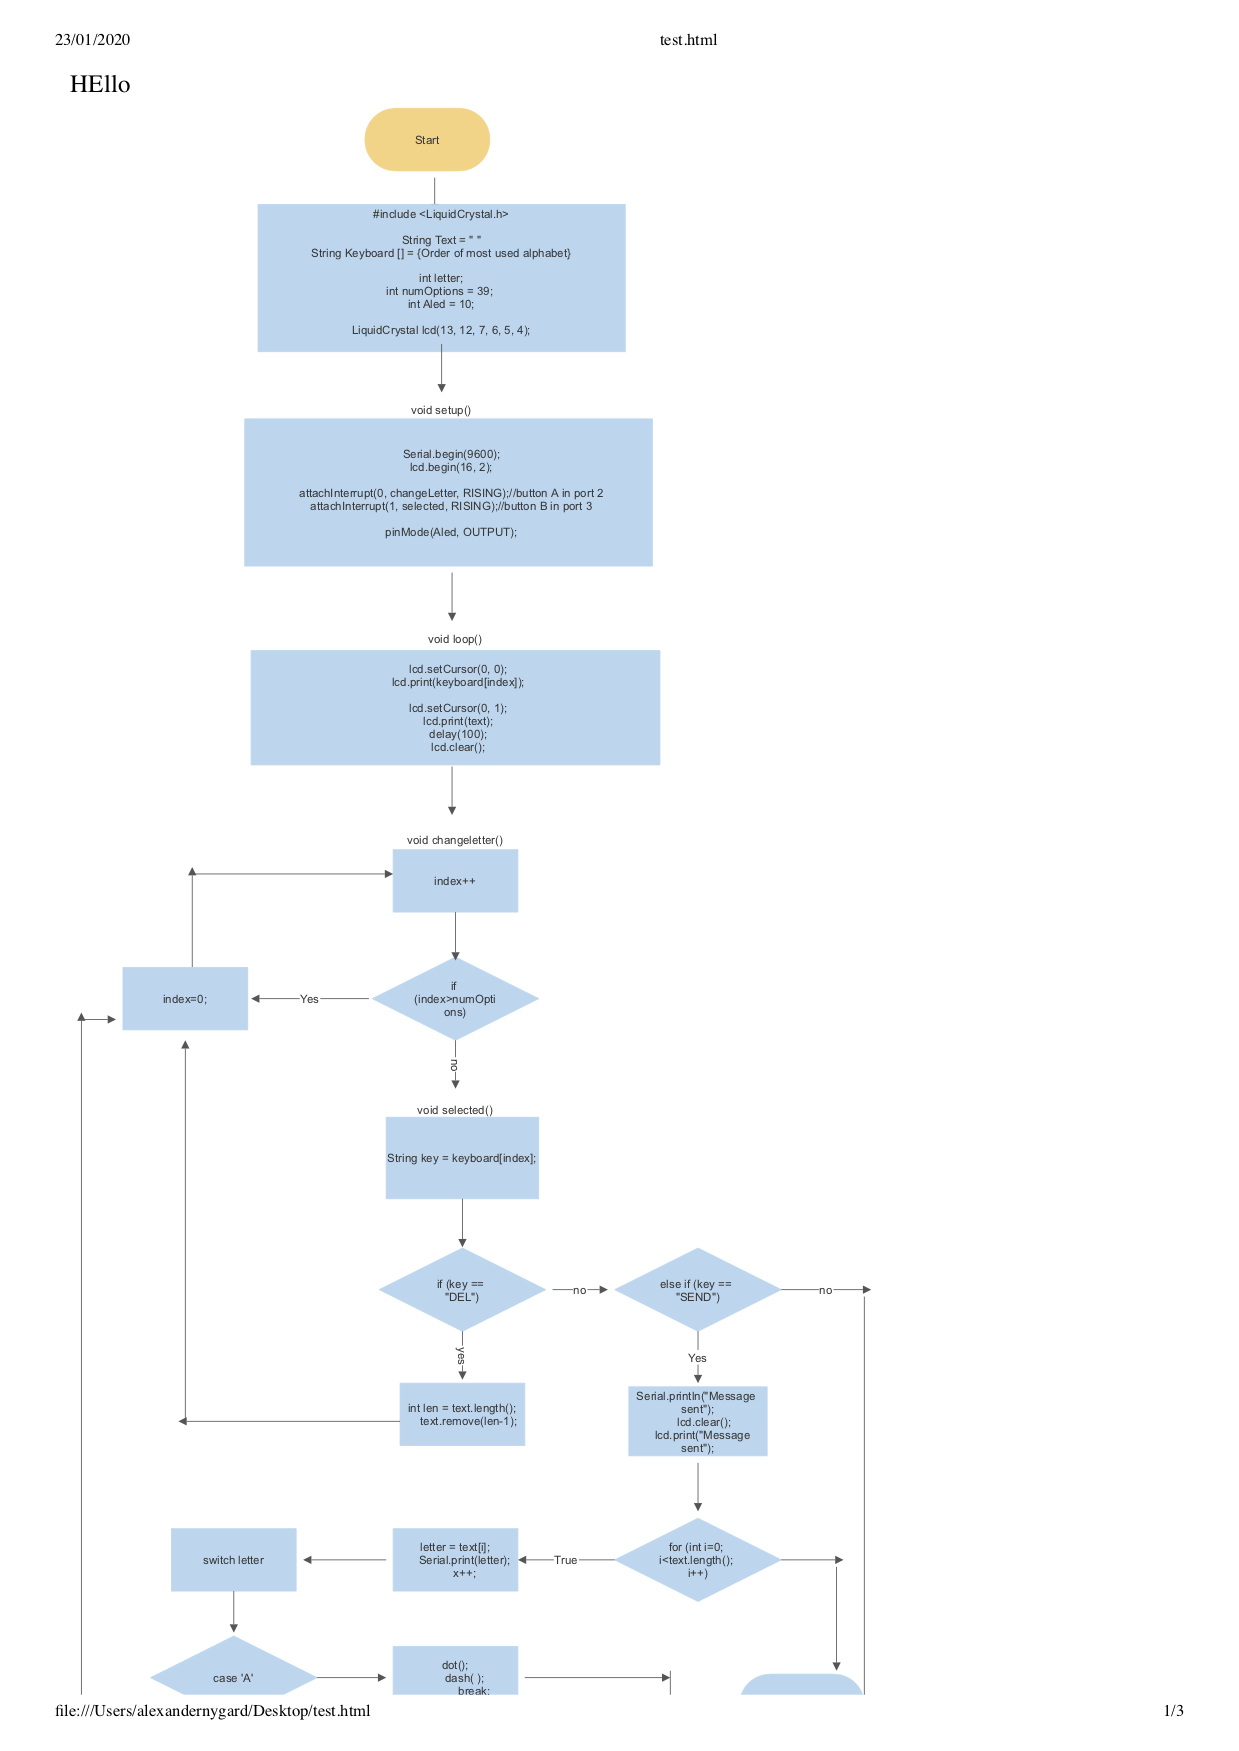 23/01/2020
test.html
HEllo
Start
#include <LiquidCrystal.h>
String Text = " "
String Keyboard [] = {Order of most used alphabet}
int letter;
int numOptions = 39;
int Aled = 10;
LiquidCrystal lcd(13, 12, 7, 6, 5, 4);
void setup()
Serial.begin(9600);
lcd.begin(16, 2);
attachInterrupt(0, changeLetter, RISING);//button A in port 2
attachInterrupt(1, selected, RISING);//button B in port 3
pinMode(Aled, OUTPUT);
void loop()
lcd.setCursor(0, 0);
lcd.print(keyboard[index]);
lcd.setCursor(0, 1);
lcd.print(text);
delay(100);
lcd.clear();
void changeletter()
index++
if
(index>numOpti
ons)
Yes
index=0;
no
void selected()
String key = keyboard[index];
if (key ==
"DEL")
no
else if (key ==
"SEND")
no
yes
Yes
int len = text.length();
text.remove(len-1);
Serial.println("Message
sent");
lcd.clear();
lcd.print("Message
sent");
for (int i=0;
i<text.length();
i++)
True
letter = text[i];
Serial.print(letter);
x++;
switch letter
case 'A'
dot();
dash( );
break;
file:///Users/alexandernygard/Desktop/test.html
1/3